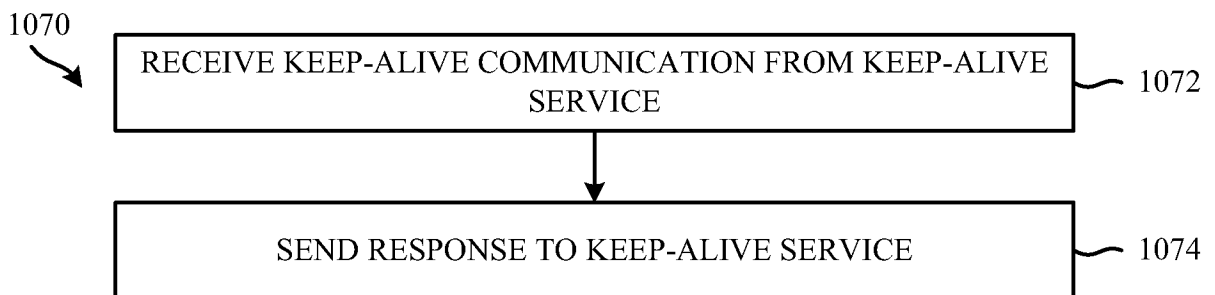 1070
RECEIVE KEEP-ALIVE COMMUNICATION FROM KEEP-ALIVE
SERVICE
1072
SEND RESPONSE TO KEEP-ALIVE SERVICE
1074